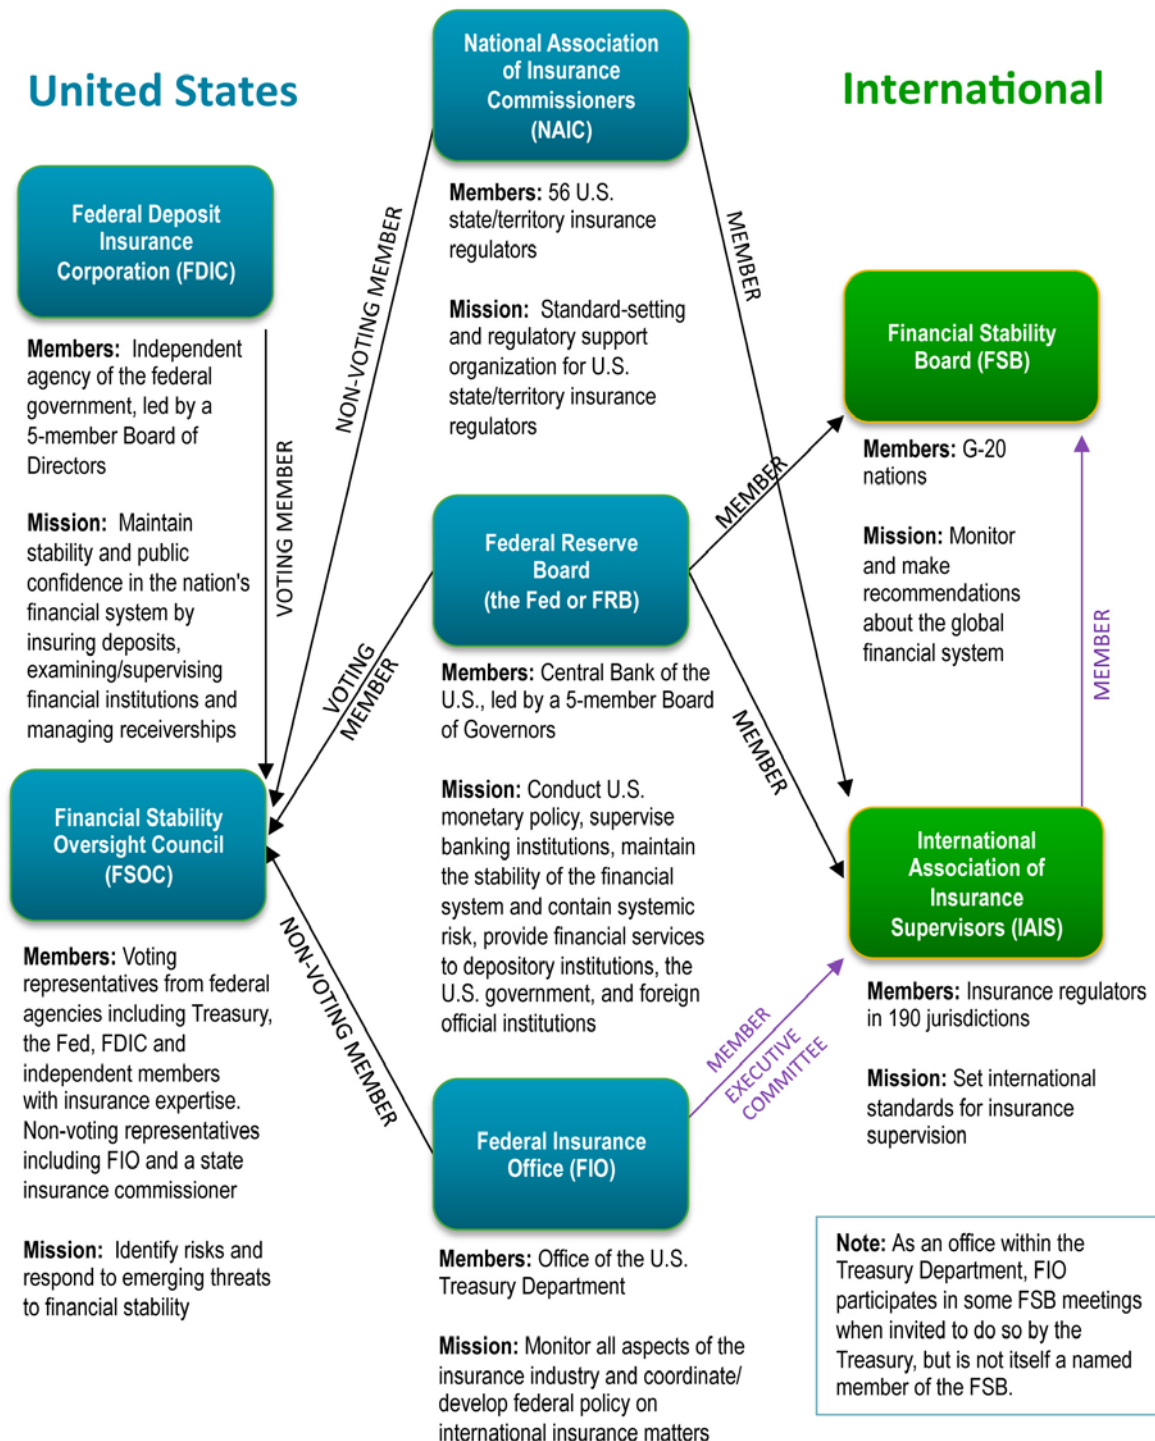 United States
International
National Association
of Insurance
Commissioners
(NAIC)
Members: 56 U.S.
state/territory insurance
regulators
Mission: Standard-setting
and regulatory support
organization for U.S.
state/territory insurance
regulators
Federal Deposit
Insurance
Corporation (FDIC)
Members: Independent
agency of the federal
government, led by a
5-member Board of
Directors
Mission: Maintain
stability and public
confidence in the nation's
financial system by
insuring deposits,
examining/supervising
financial institutions and
managing receiverships
VOTING MEMBER
NON-VOTING MEMBER
MEMBER
Financial Stability
Board (FSB)
Members: G-20
nations
Mission: Monitor
and make
recommendations
about the global
financial system
MEMBER
Federal Reserve
Board
(the Fed or FRB)
Members: Central Bank of the
U.S., led by a 5-member Board
of Governors
Mission: Conduct U.S.
monetary policy, supervise
banking institutions, maintain
the stability of the financial
system and contain systemic
risk, provide financial services
to depository institutions, the
U.S. government, and foreign
official institutions
VOTING
MEMBER
MEMBER
MEMBER
Financial Stability
Oversight Council
(FSOC)
Members: Voting
representatives from federal
agencies including Treasury,
the Fed, FDIC and
independent members
with insurance expertise.
Non-voting representatives
including FIO and a state
insurance commissioner
Mission: Identify risks and
respond to emerging threats
to financial stability
NON-VOTING MEMBER
International
Association of
Insurance
Supervisors (IAIS)
Members: Insurance regulators
in 190 jurisdictions
Mission: Set international
standards for insurance
supervision
MEMBER
EXECUTIVE
COMMITTEE
Federal Insurance
Office (FIO)
Members: Office of the U.S.
Treasury Department
Mission: Monitor all aspects of the
insurance industry and coordinate/
develop federal policy on
international insurance matters
Note: As an office within the
Treasury Department, FIO
participates in some FSB meetings
when invited to do so by the
Treasury, but is not itself a named
member of the FSB.